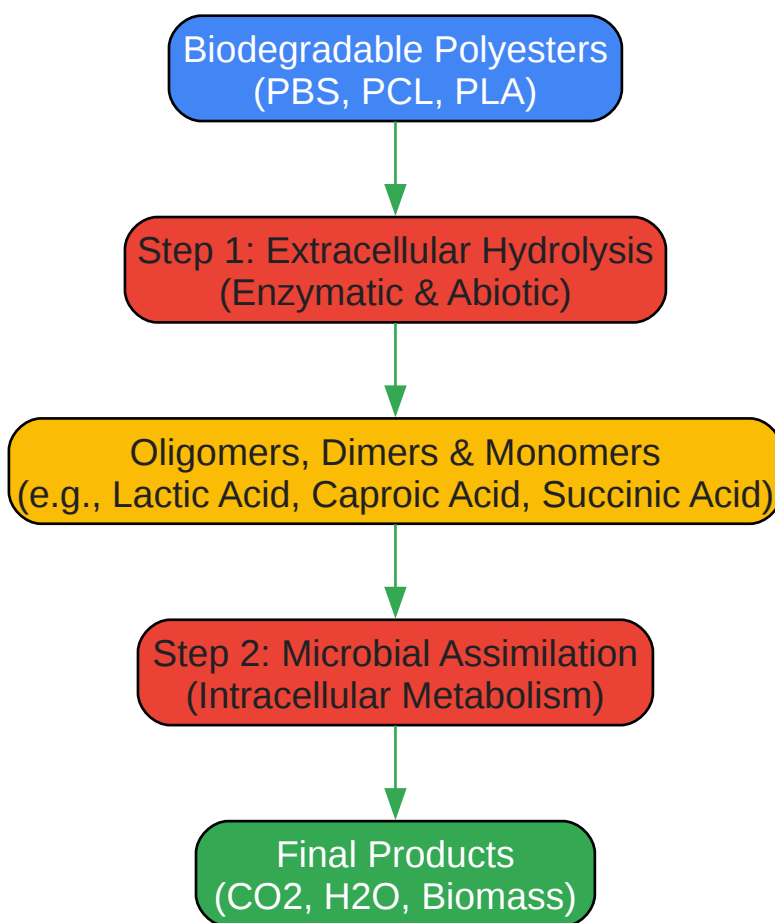 Biodegradable Polyesters
(PBS, PCL, PLA)
Step 1: Extracellular Hydrolysis
(Enzymatic & Abiotic)
Oligomers, Dimers & Monomers
(e.g., Lactic Acid, Caproic Acid, Succinic Acid)
Step 2: Microbial Assimilation
(Intracellular Metabolism)
Final Products
(CO2, H2O, Biomass)